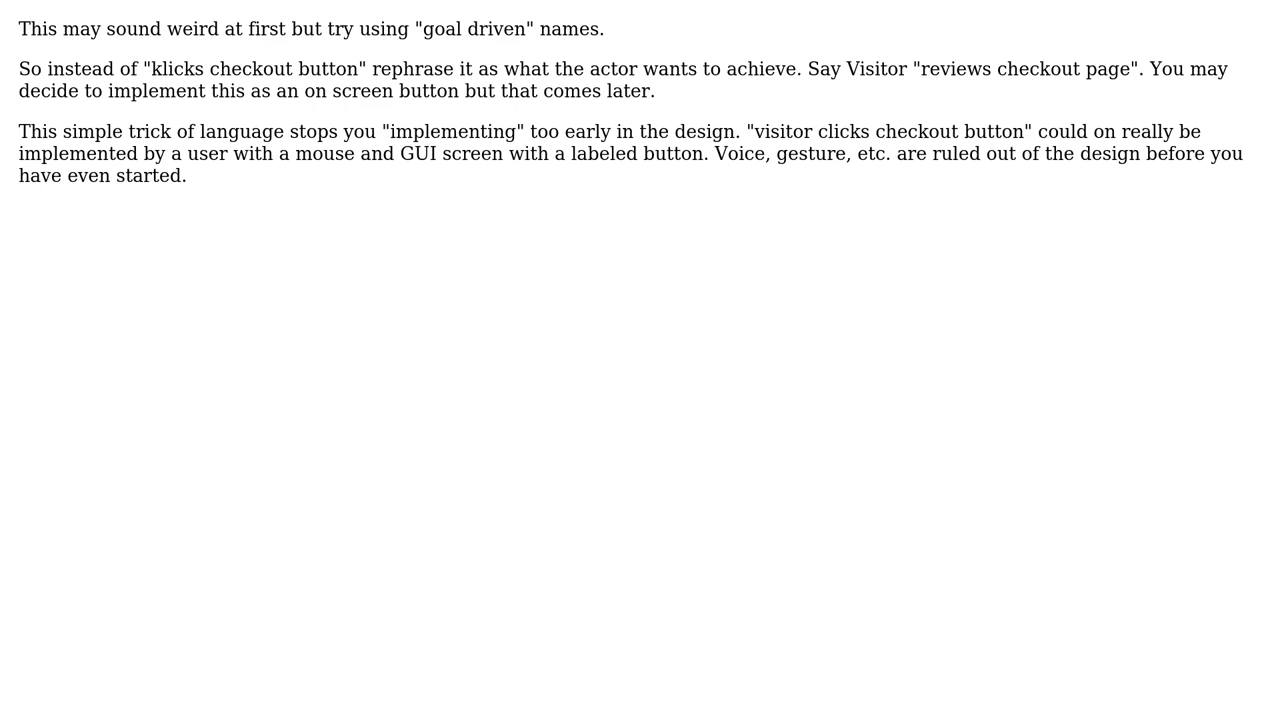 This may sound weird at first but try using "goal driven" names.
So instead of "klicks checkout button" rephrase it as what the actor wants to achieve. Say Visitor "reviews checkout page". You may
decide to implement this as an on screen button but that comes later.
This simple trick of language stops you "implementing" too early in the design. "visitor clicks checkout button" could on really be
implemented by a user with a mouse and GUI screen with a labeled button. Voice, gesture, etc. are ruled out of the design before you
have even started.